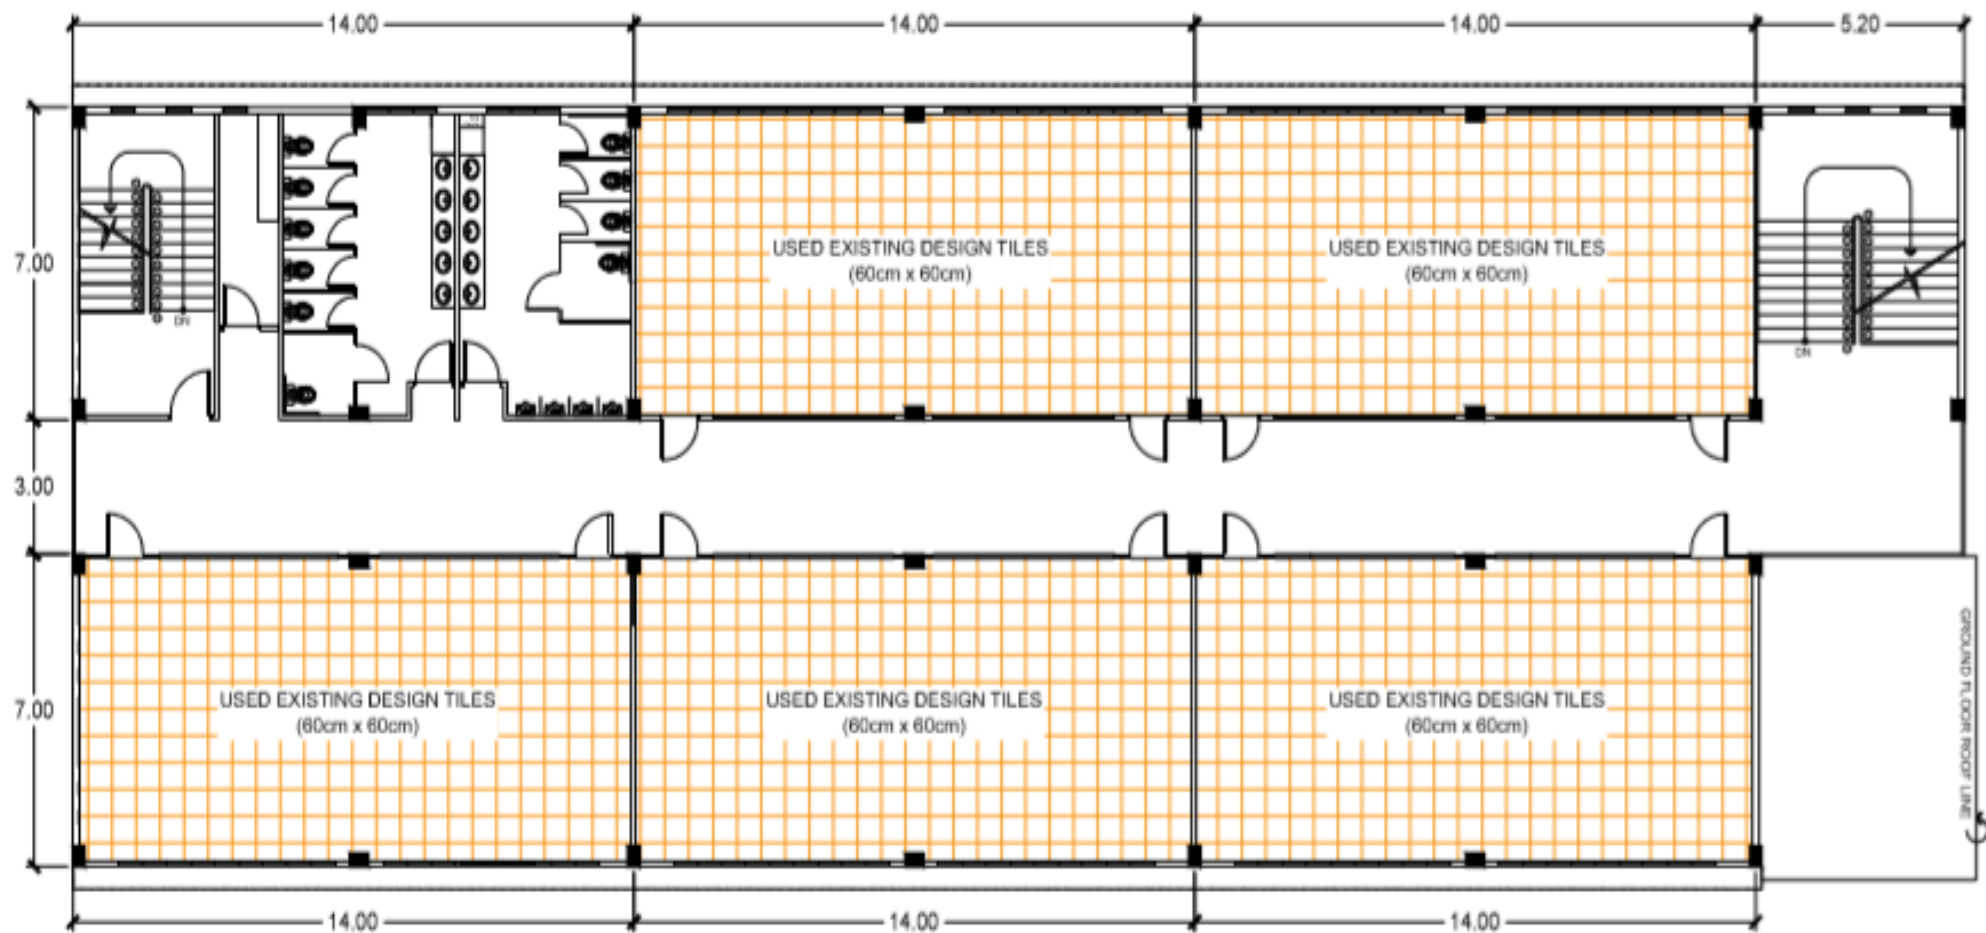 14.00
14.00
14.00
5.20
7.00
USED EXISTING DESIGN TILES
(60cm x 60cm)
USED EXISTING DESIGN TILES
(60cm x 60cm)
DN
DN
3.00
7.00
USED EXISTING DESIGN TILES
(60cm x 60cm)
USED EXISTING DESIGN TILES
(60cm x 60cm)
USED EXISTING DESIGN TILES
(60cm x 60cm)
GROUND FLOOR ROOF LINE
14.00
14.00
14.00